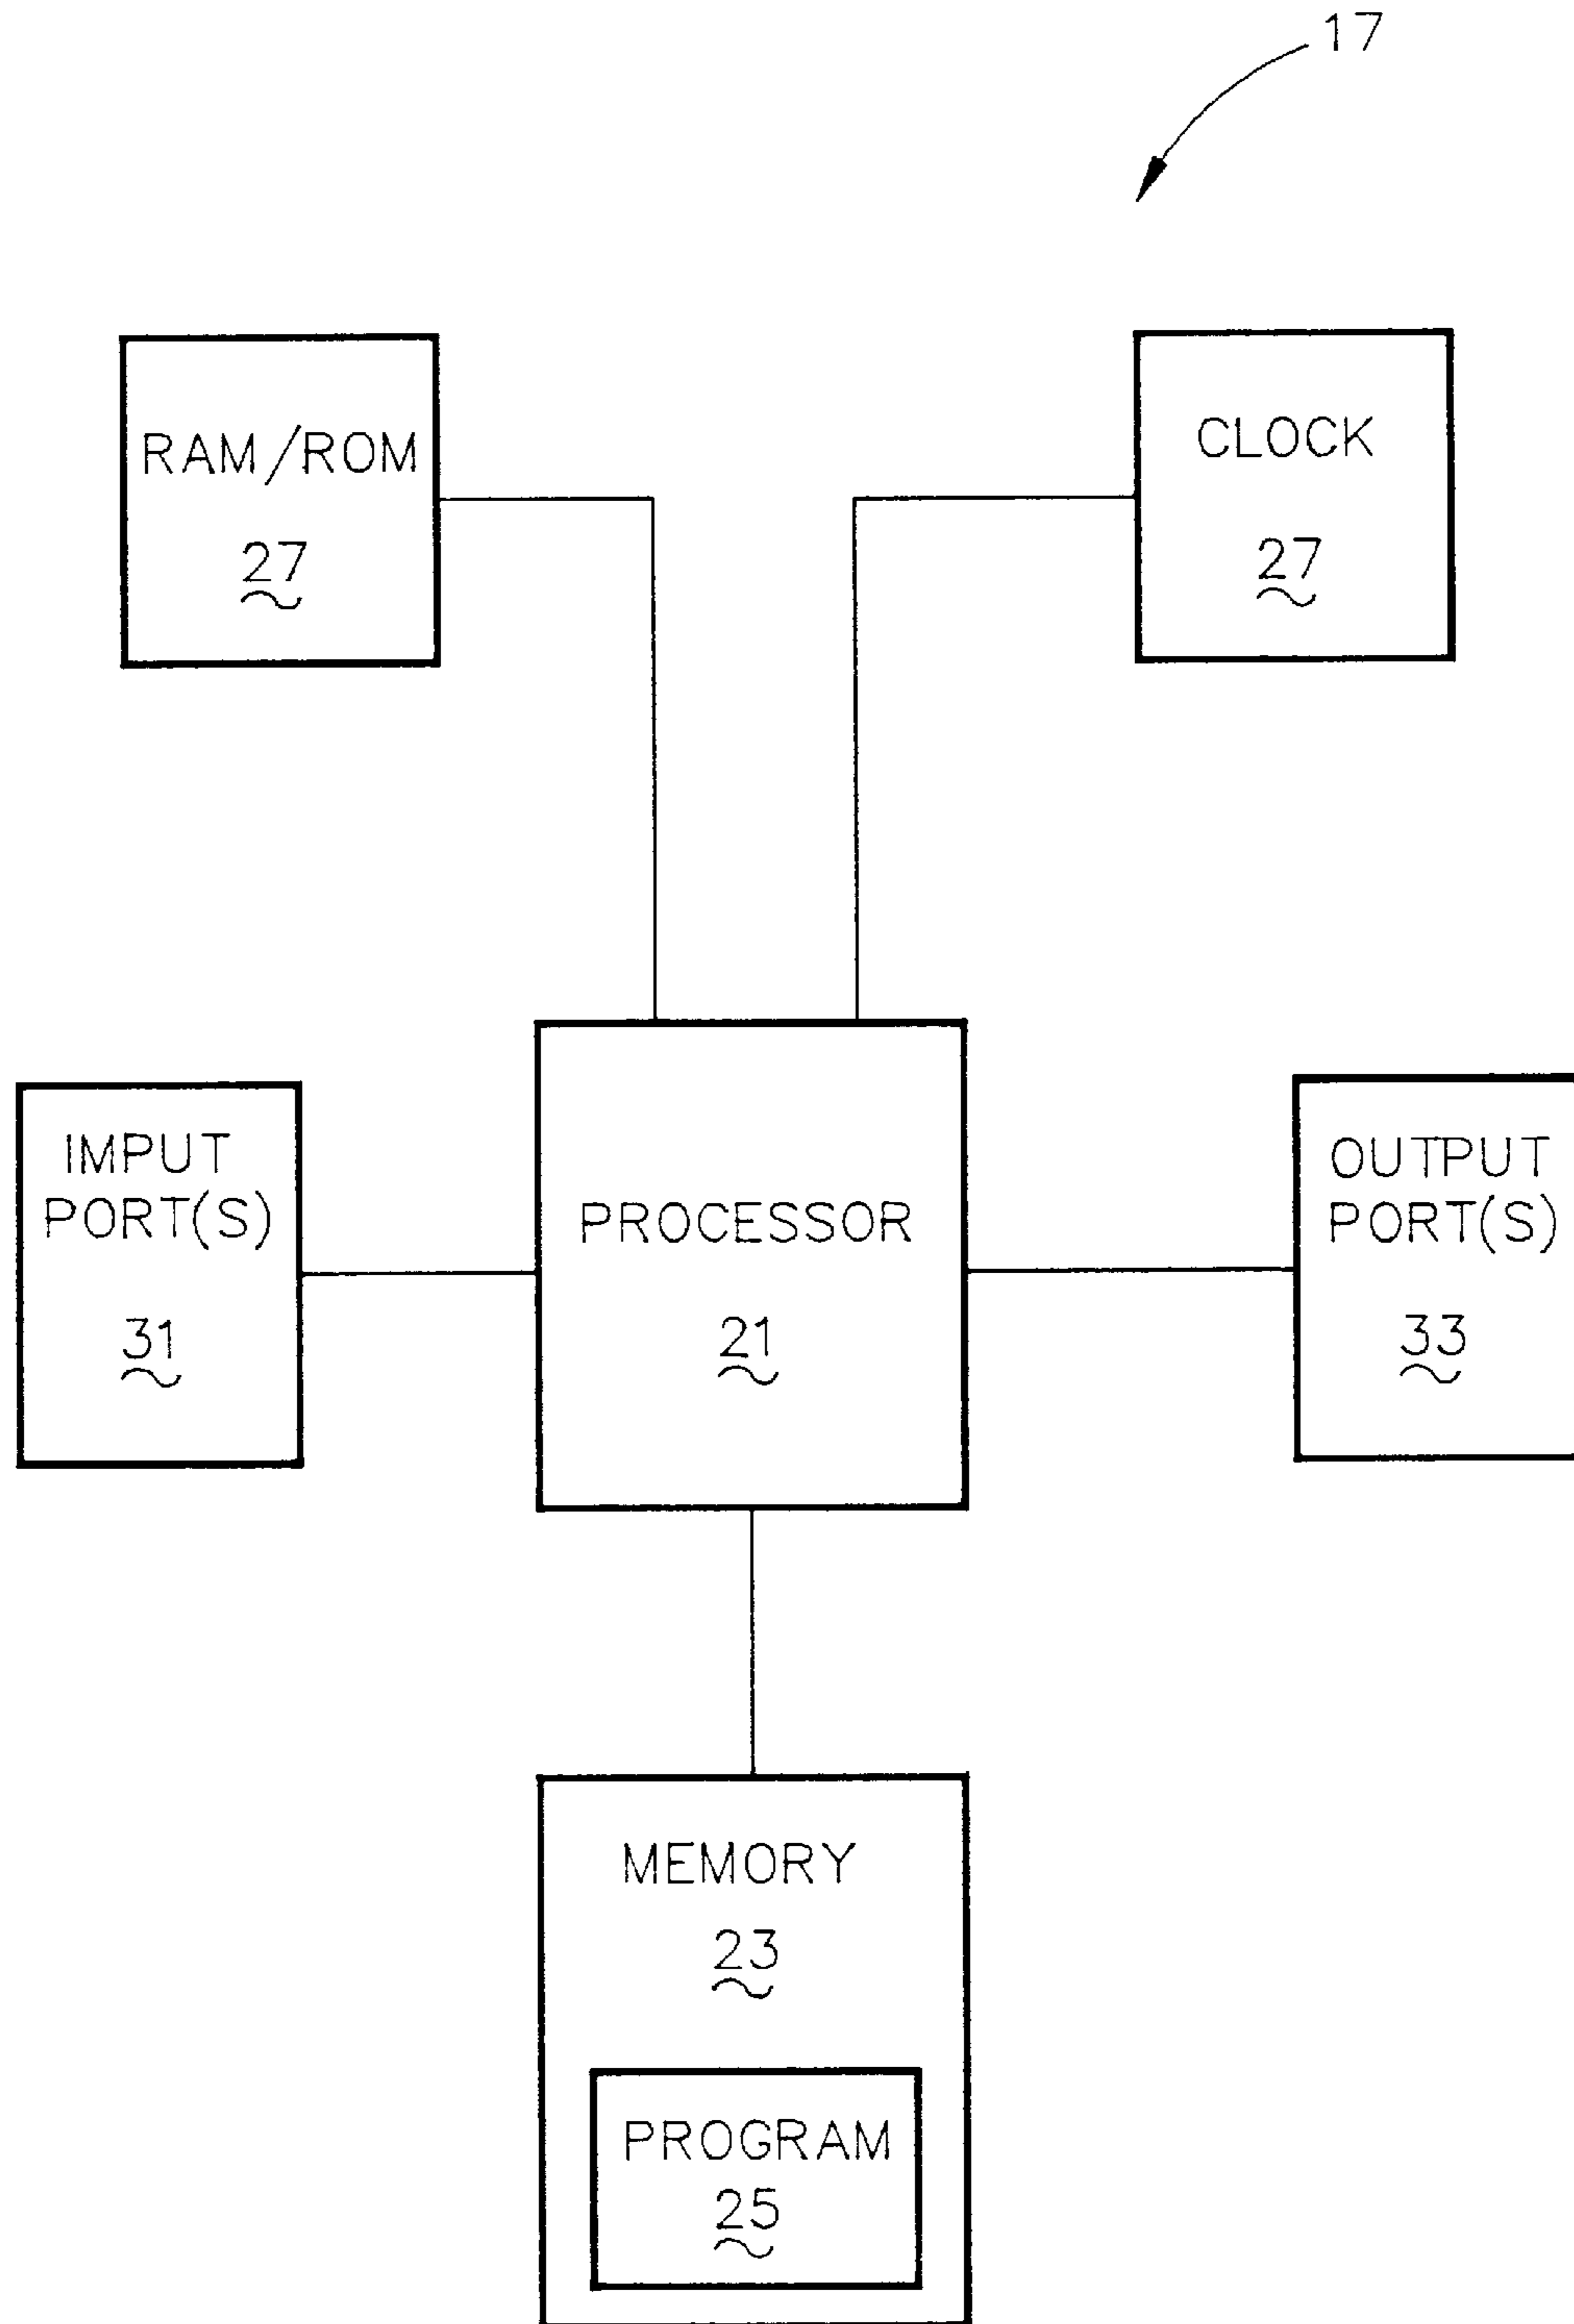 17
RAM/ROM
27
CLOCK
27
IMPUT
PORT(S)
31
PROCESSOR
21
OUTPUT
PORT(S)
33
MEMORY
23
PROGRAM
25